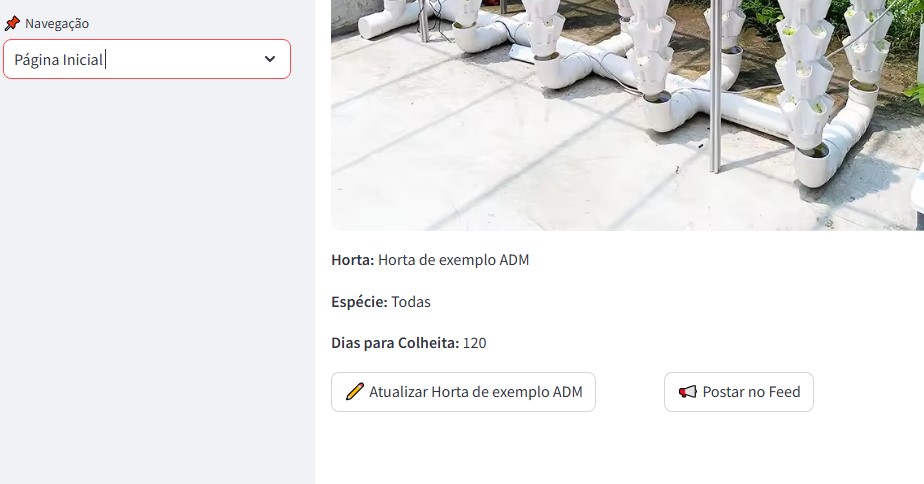 📌 Navegação
Página Inicial
Horta: Horta de exemplo ADM
Espécie: Todas
Dias para Colheita: 120
✏️ Atualizar Horta de exemplo ADM
📢 Postar no Feed